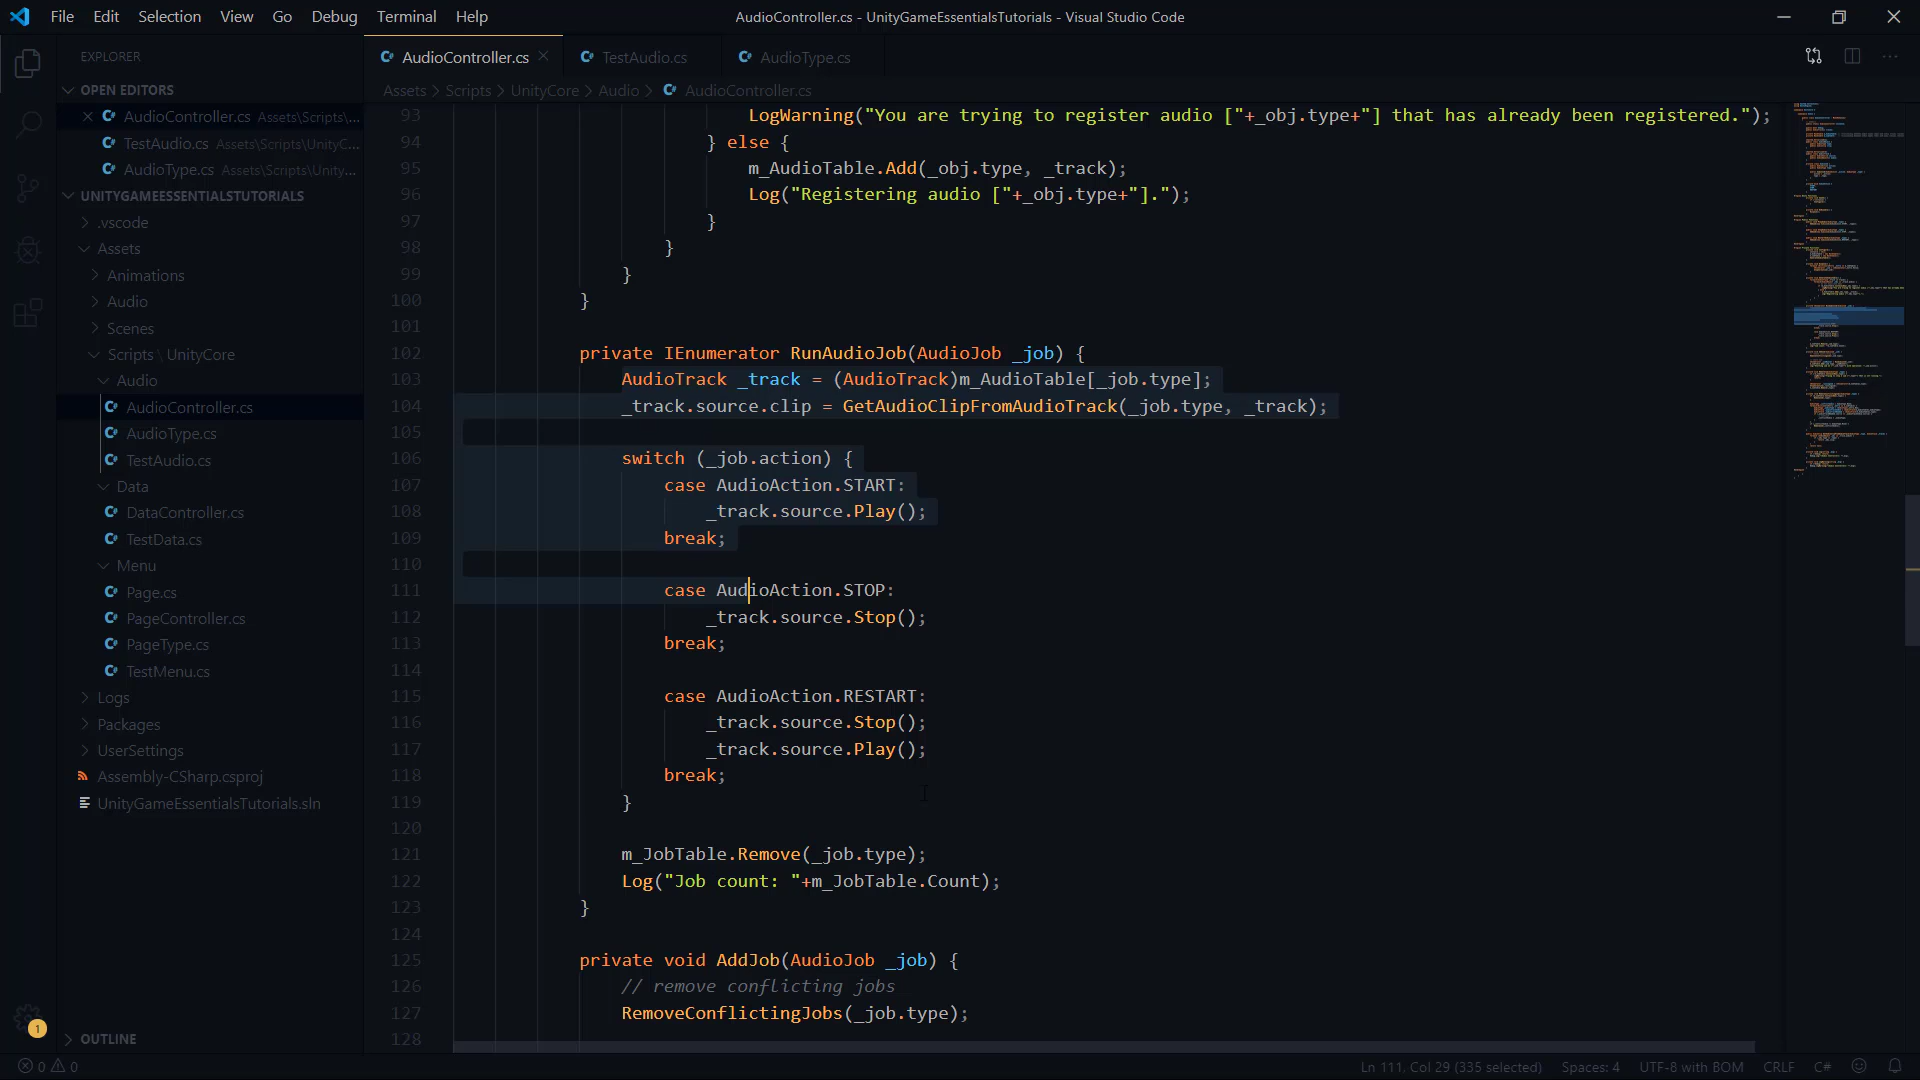 File Edit Selection View Go Debug Terminal Help
AudioController.cs - UnityGameEssentialsTutorials - Visual Studio Code
EXPLORER
OPEN EDITORS
AudioController.cs Assets\Scripts\...
TestAudio.cs Assets\Scripts\UnityC...
AudioType.cs Assets\Scripts\Unity...
UNITYGAMEESSENTIALSTUTORIALS
.vscode
Assets
Animations
Audio
Scenes
Scripts \ UnityCore
Audio
AudioController.cs
AudioType.cs
TestAudio.cs
Data
DataController.cs
TestData.cs
Menu
Page.cs
PageController.cs
PageType.cs
TestMenu.cs
Logs
Packages
UserSettings
Assembly-CSharp.csproj
UnityGameEssentialsTutorials.sln
OUTLINE
1
AudioController.cs TestAudio.cs AudioType.cs
Assets > Scripts > UnityCore > Audio > AudioController.cs
93 LogWarning("You are trying to register audio ["+_obj.type+"] that has already been registered.");
94 } else {
95 m_AudioTable.Add(_obj.type, _track);
96 Log("Registering audio ["+_obj.type+"].");
97 }
98 }
99 }
100 }
101
102 private IEnumerator RunAudioJob(AudioJob _job) {
103 AudioTrack _track = (AudioTrack)m_AudioTable[_job.type];
104 _track.source.clip = GetAudioClipFromAudioTrack(_job.type, _track);
105
106 switch (_job.action) {
107 case AudioAction.START:
108 _track.source.Play();
109 break;
110
111 case AudioAction.STOP:
112 _track.source.Stop();
113 break;
114
115 case AudioAction.RESTART:
116 _track.source.Stop();
117 _track.source.Play();
118 break;
119 }
120
121 m_JobTable.Remove(_job.type);
122 Log("Job count: "+m_JobTable.Count);
123 }
124
125 private void AddJob(AudioJob _job) {
126 // remove conflicting jobs
127 RemoveConflictingJobs(_job.type);
128
0 0 Ln 111, Col 29 (335 selected) Spaces: 4 UTF-8 with BOM CRLF C#